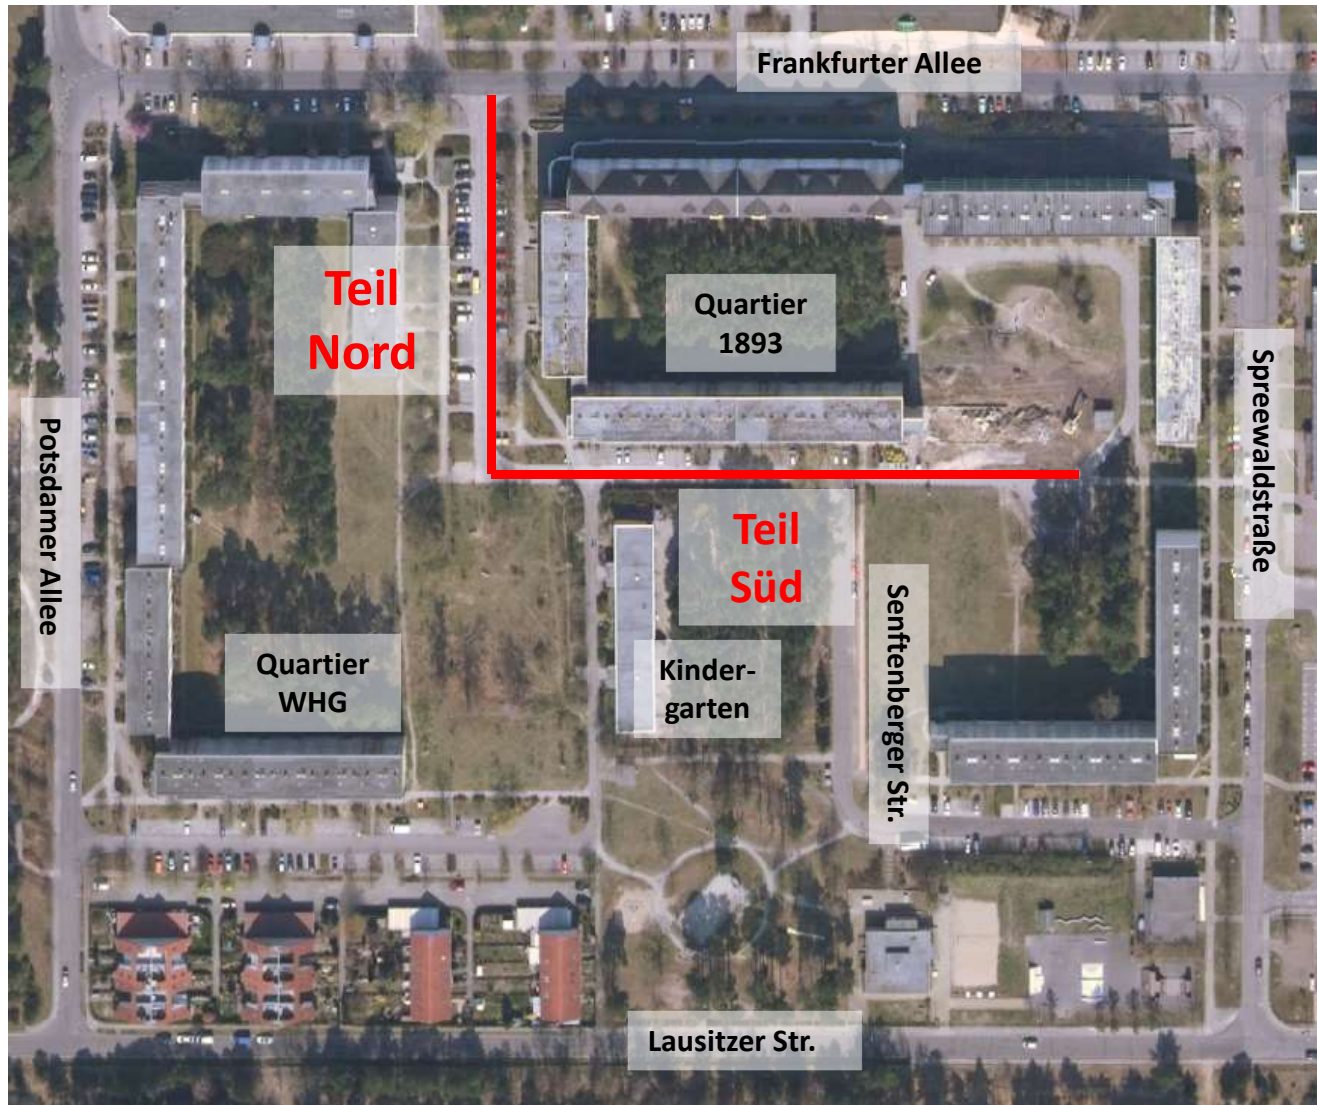 Frankfurter Allee
Teil
Nord
Quartier
1893
Spreewaldstraße
Potsdamer Allee
Teil
Süd
Senftenberger Str.
Quartier
WHG
Kinder-
garten
Lausitzer Str.